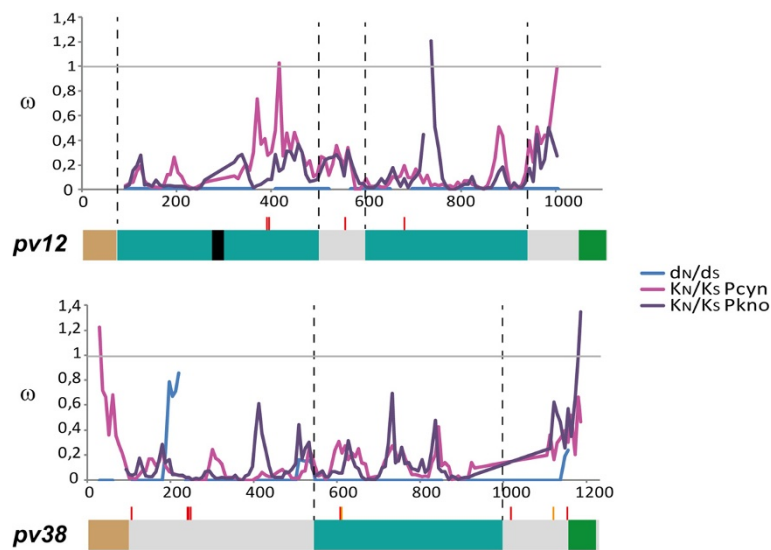 1,4
1,2
1
0,8
0,6
0,4
0,2
0
ω
0 200 400 600 800 1000
pv12
dN/dS
KN/KS Pcyn
KN/KS Pkno
1,4
1,2
1
0,8
0,6
0,4
0,2
0
ω
0 200 400 600 800 1000 1200
pv38